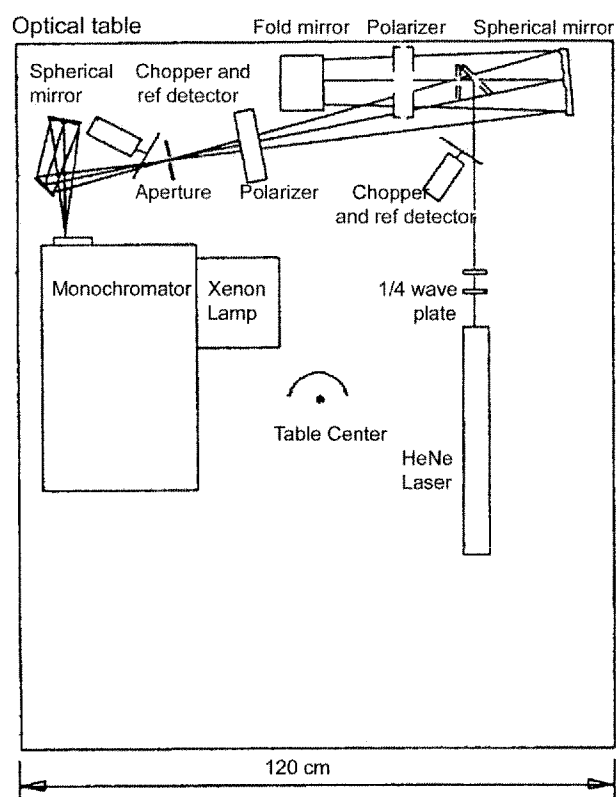 Optical table
Fold mirror
Polarizer
Spherical mirror
Spherical
mirror
Chopper and
ref detector
Aperture
Polarizer
Chopper
and ref detector
Monochromator
Xenon
Lamp
1/4 wave
plate
Table Center
HeNe
Laser
120 cm